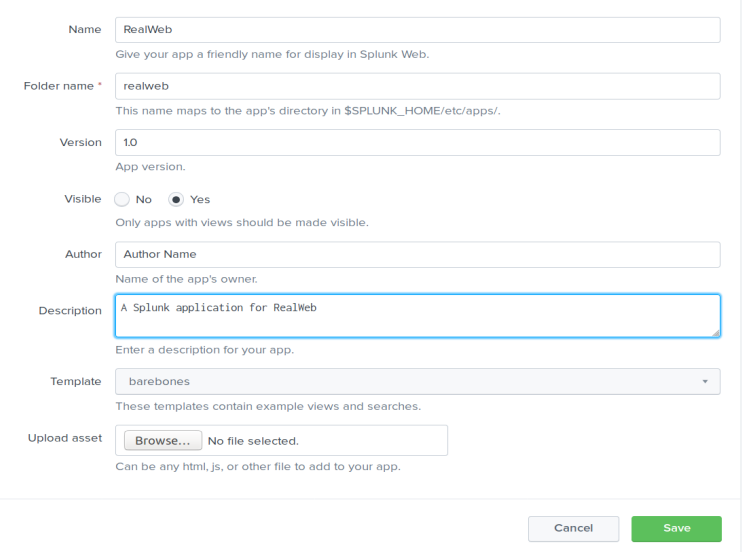 Name RealWeb
Give your app a friendly name for display in Splunk Web.
Folder name * realweb
This name maps to the app's directory in $SPLUNK_HOME/etc/apps/.
Version 1.0
App version.
Visible No Yes
Only apps with views should be made visible.
Author Author Name
Name of the app's owner.
Description A Splunk application for RealWeb
Enter a description for your app.
Template barebones
These templates contain example views and searches.
Upload asset Browse... No file selected.
Can be any html, js, or other file to add to your app.
Cancel Save